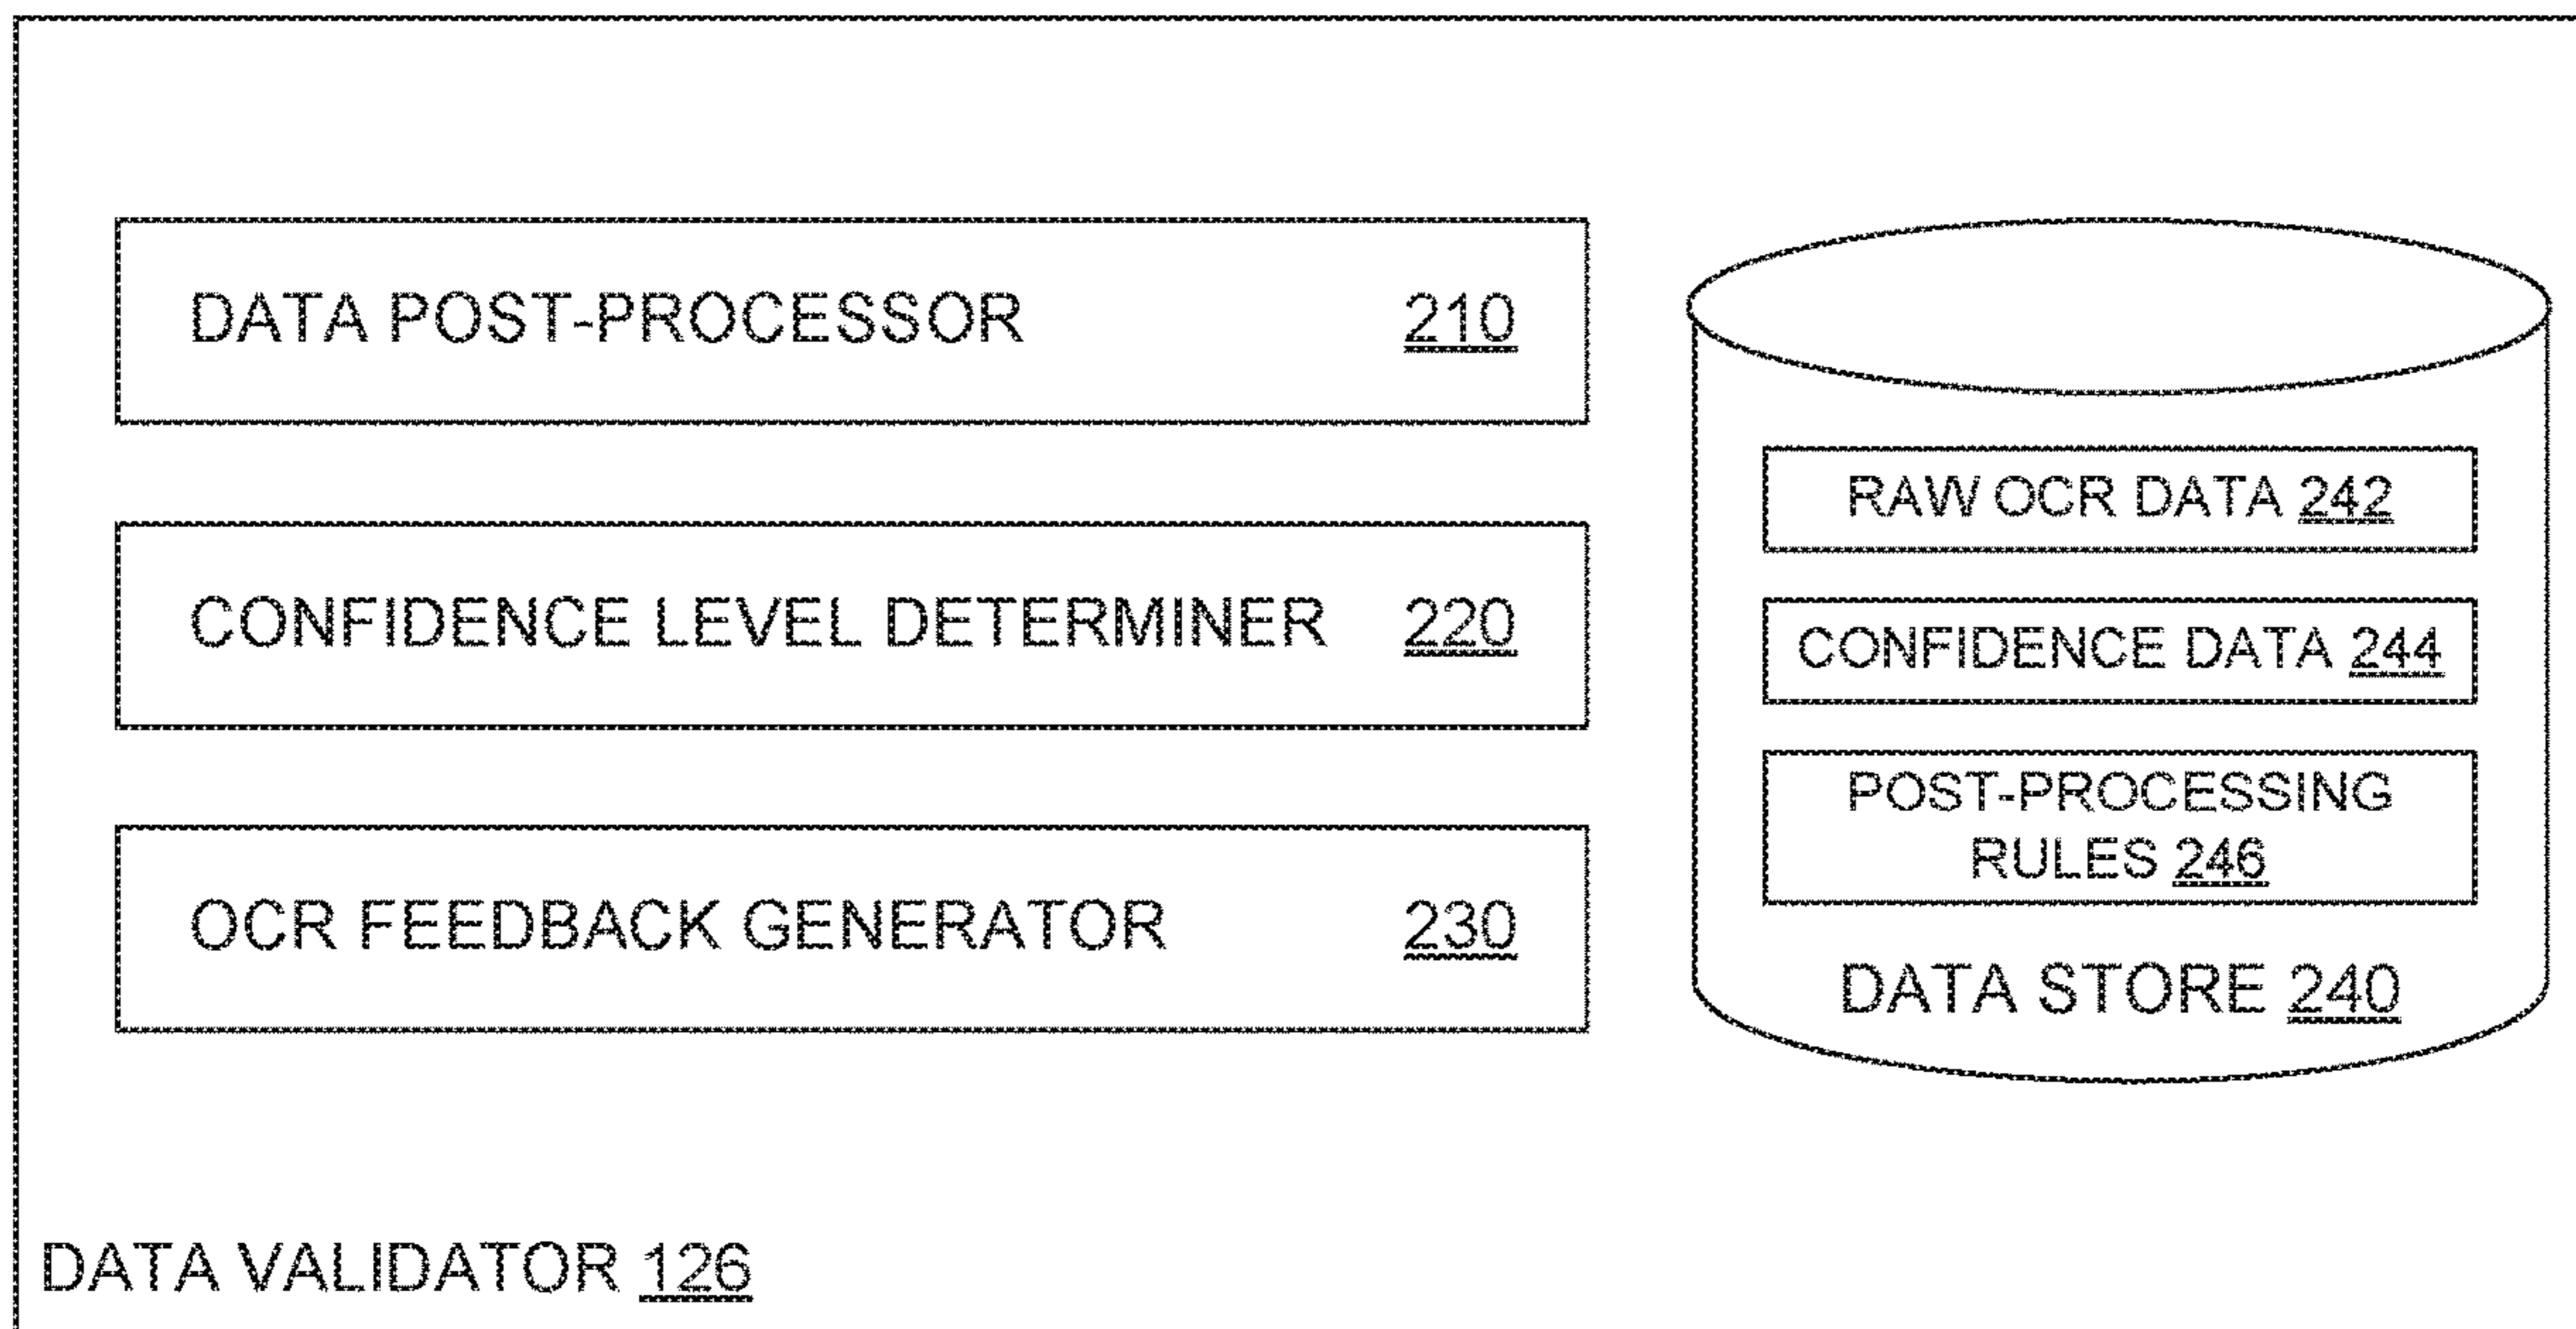 DATA POST-PROCESSOR 210
CONFIDENCE LEVEL DETERMINER 220
OCR FEEDBACK GENERATOR 230
RAW OCR DATA 242
CONFIDENCE DATA 244
POST-PROCESSING
RULES 246
DATA STORE 240
DATA VALIDATOR 126